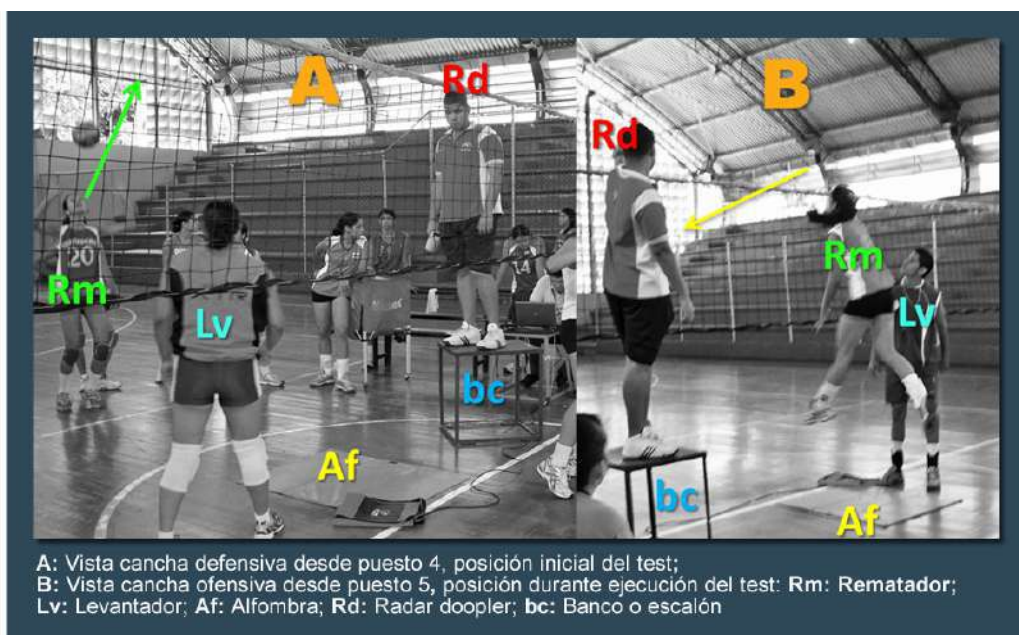 A
Rd
B
Rd
20
Rm
Lv
14
Rm
Lv
bc
bc
Af
Af
A: Vista cancha defensiva desde puesto 4, posición inicial del test;
B: Vista cancha ofensiva desde puesto 5, posición durante ejecución del test: Rm: Rematador;
Lv: Levantador; Af: Alfombra; Rd: Radar doopler; bc: Banco o escalón